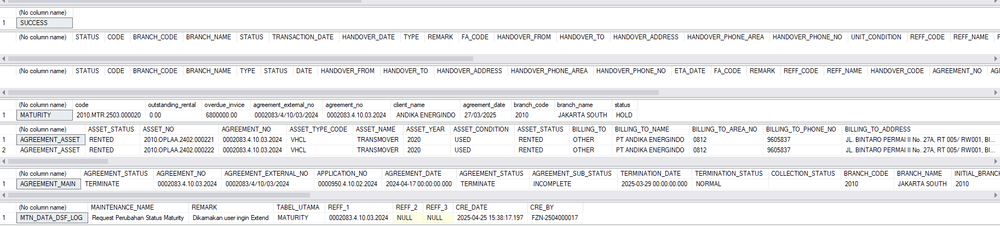 (No column name)
1 SUCCESS
(No column name) STATUS CODE BRANCH_CODE BRANCH_NAME STATUS TRANSACTION_DATE HANDOVER_DATE TYPE REMARK FA_CODE HANDOVER_FROM HANDOVER_TO HANDOVER_ADDRESS HANDOVER_PHONE_AREA HANDOVER_PHONE_NO UNIT_CONDITION REFF_CODE REFF_NAME
(No column name) STATUS CODE BRANCH_CODE BRANCH_NAME TYPE STATUS DATE HANDOVER_FROM HANDOVER_TO HANDOVER_ADDRESS HANDOVER_PHONE_AREA HANDOVER_PHONE_NO ETA_DATE FA_CODE REMARK REFF_CODE REFF_NAME HANDOVER_CODE AGREEMENT_NO
(No column name) code outstanding_rental overdue_invice agreement_external_no agreement_no client_name agreement_date branch_code branch_name status
1 MATURITY 2010.MTR.2503.000020 0.00 6800000.00 0002083/4/10/03/2024 0002083.4.10.03.2024 ANDIKA ENERGINDO 27/03/2025 2010 JAKARTA SOUTH HOLD
(No column name) ASSET_STATUS ASSET_NO AGREEMENT_NO ASSET_TYPE_CODE ASSET_NAME ASSET_YEAR ASSET_CONDITION ASSET_STATUS BILLING_TO BILLING_TO_NAME BILLING_TO_AREA_NO BILLING_TO_PHONE_NO BILLING_TO_ADDRESS
1 AGREEMENT_ASSET RENTED 2010.OPLAA.2402.000221 0002083.4.10.03.2024 VHCL TRANSMOVER 2020 USED RENTED OTHER PT ANDIKA ENERGINDO 0812 9605837 JL. BINTARO PERMAI II No. 27A, RT 005/ RW001, BI...
2 AGREEMENT_ASSET RENTED 2010.OPLAA.2402.000222 0002083.4.10.03.2024 VHCL TRANSMOVER 2020 USED RENTED OTHER PT ANDIKA ENERGINDO 0812 9605837 JL. BINTARO PERMAI II No. 27A, RT 005/ RW001, BI...
(No column name) AGREEMENT_STATUS AGREEMENT_NO AGREEMENT_EXTERNAL_NO APPLICATION_NO AGREEMENT_DATE AGREEMENT_STATUS AGREEMENT_SUB_STATUS TERMINATION_DATE TERMINATION_STATUS COLLECTION_STATUS BRANCH_CODE BRANCH_NAME INITIAL_BRANCH
1 AGREEMENT_MAIN TERMINATE 0002083.4.10.03.2024 0002083/4/10/03/2024 0000950.4.10.02.2024 2024-04-17 00:00:00.000 TERMINATE INCOMPLETE 2025-03-29 00:00:00.000 NORMAL 2010 JAKARTA SOUTH 2010
(No column name) MAINTENANCE_NAME REMARK TABEL_UTAMA REFF_1 REFF_2 REFF_3 CRE_DATE CRE_BY
1 MTN_DATA_DSF_LOG Request Perubahan Status Maturity Dikarnakan user ingin Extend MATURITY 0002083.4.10.03.2024 NULL NULL 2025-04-25 15:38:17.197 FZN-2504000017